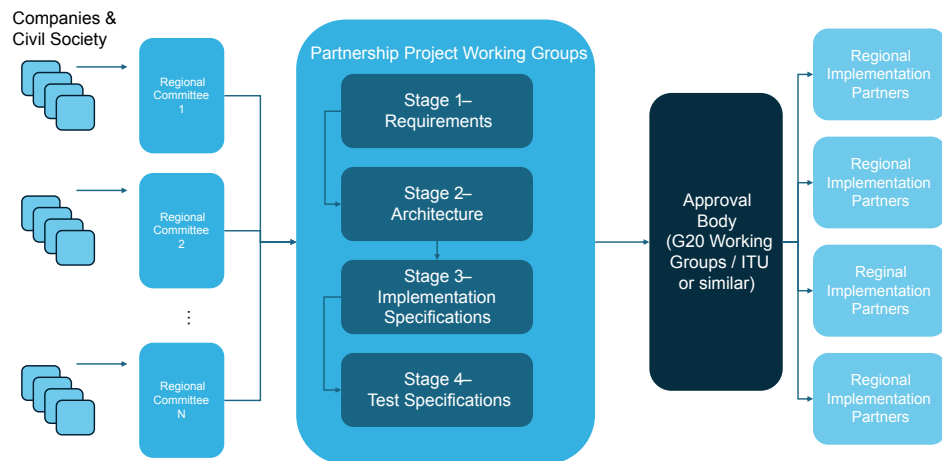 Companies &
Civil Society
Regional
Committee
1
Regional
Committee
2
⋮
Regional
Committee
N
Partnership Project Working Groups
Stage 1–
Requirements
Stage 2–
Architecture
Stage 3–
Implementation
Specifications
Stage 4–
Test Specifications
Approval
Body
(G20 Working
Groups / ITU
or similar)
Regional
Implementation
Partners
Regional
Implementation
Partners
Reginal
Implementation
Partners
Regional
Implementation
Partners